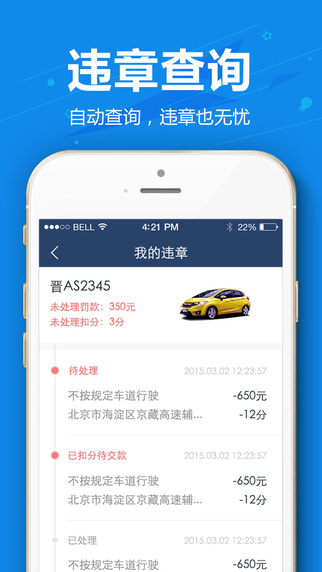 违章查询
自动查询，违章也无忧
BELL 4:21 PM 22%
我的违章
晋AS2345
未处理罚款：350元
未处理扣分：3分
待处理 2015.03.02 12:23:57
不按规定车道行驶 -650元
北京市海淀区京藏高速辅... -12分
已扣分待交款 2015.03.02 12:23:57
不按规定车道行驶 -650元
北京市海淀区京藏高速辅... -12分
已处理 2015.03.02 12:23:57
不按规定车道行驶 -650元